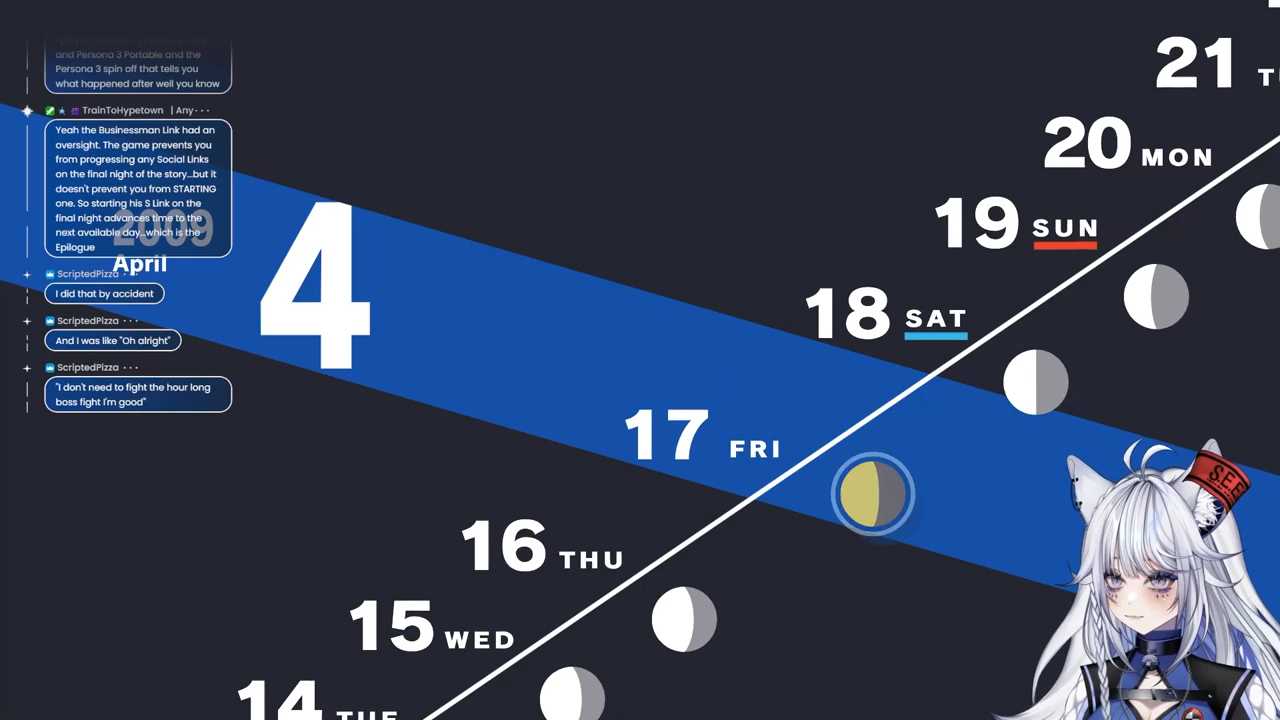 and Persona 3 Portable and the
Persona 3 spin off that tells you
what happened after well you know
TrainToHypetown | Any···
Yeah the Businessman Link had an
oversight. The game prevents you
from progressing any Social Links
on the final night of the story...but it
doesn't prevent you from STARTING
one. So starting his S Link on the
final night advances time to the
next available day...which is the
Epilogue
ScriptedPizza ···
I did that by accident
ScriptedPizza ···
And I was like "Oh alright"
ScriptedPizza ···
"I don't need to fight the hour long
boss fight I'm good"
2009
April
4
21
20 MON
19 SUN
18 SAT
17 FRI
16 THU
15 WED
14 TUE
S.E.E